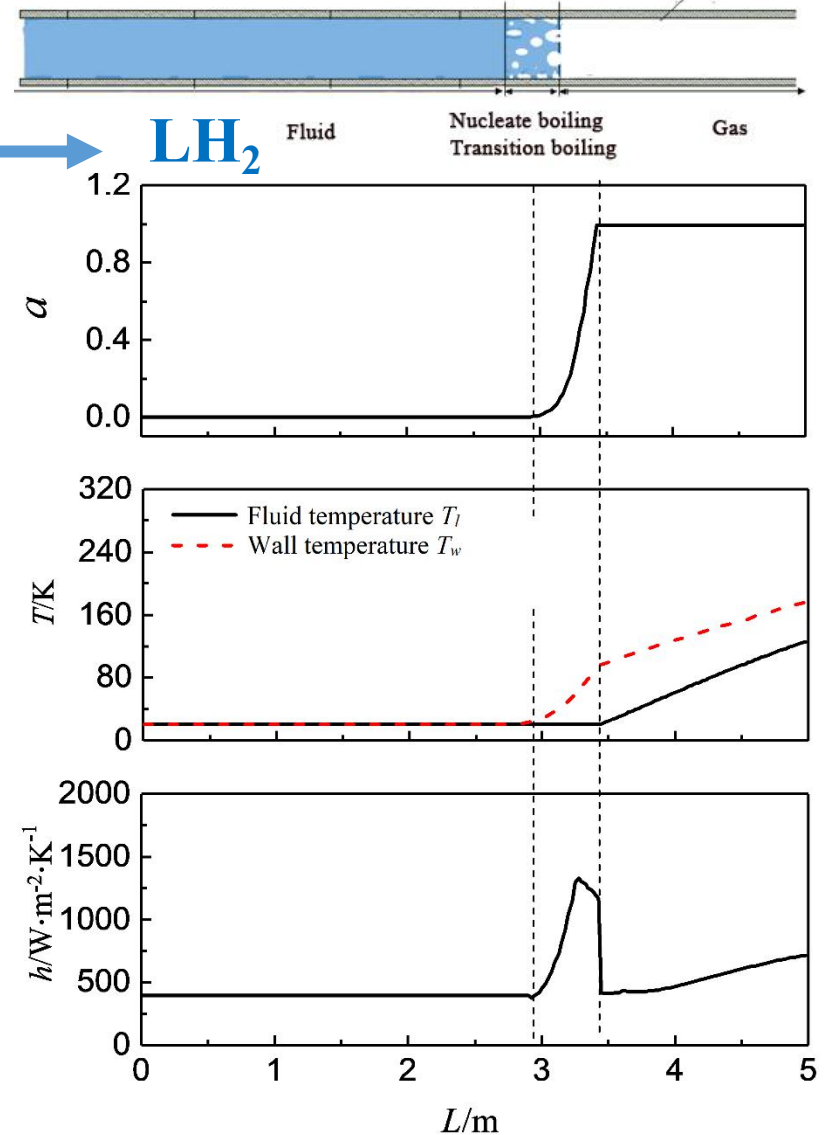 Fluid
Nucleate boiling
Transition boiling
Gas
LH₂
1.2
0.8
0.4
0.0
a
320
240
160
80
0
T/K
Fluid temperature Tₗ
Wall temperature T_w
2000
1500
1000
500
0
h/W·m⁻²·K⁻¹
0 1 2 3 4 5
L/m